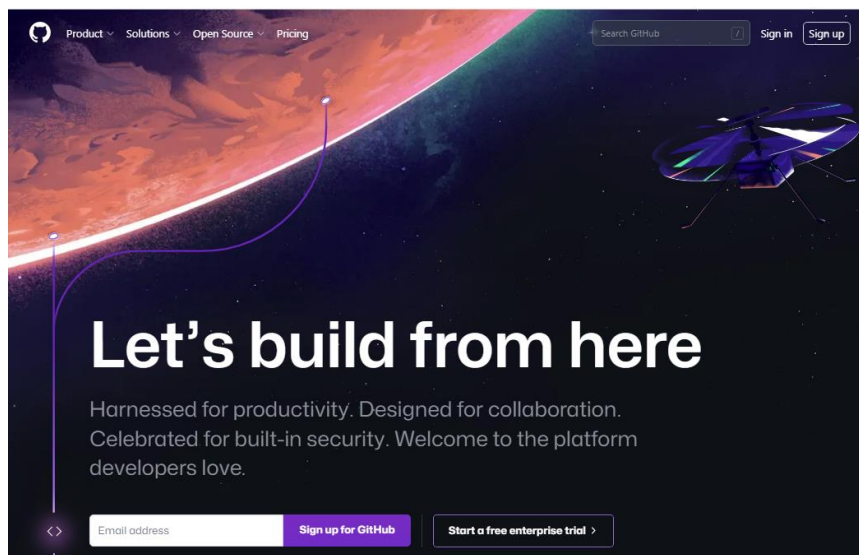 Product Solutions Open Source Pricing Search GitHub / Sign in Sign up
Let's build from here
Harnessed for productivity. Designed for collaboration.
Celebrated for built-in security. Welcome to the platform
developers love.
<> Email address Sign up for GitHub Start a free enterprise trial >